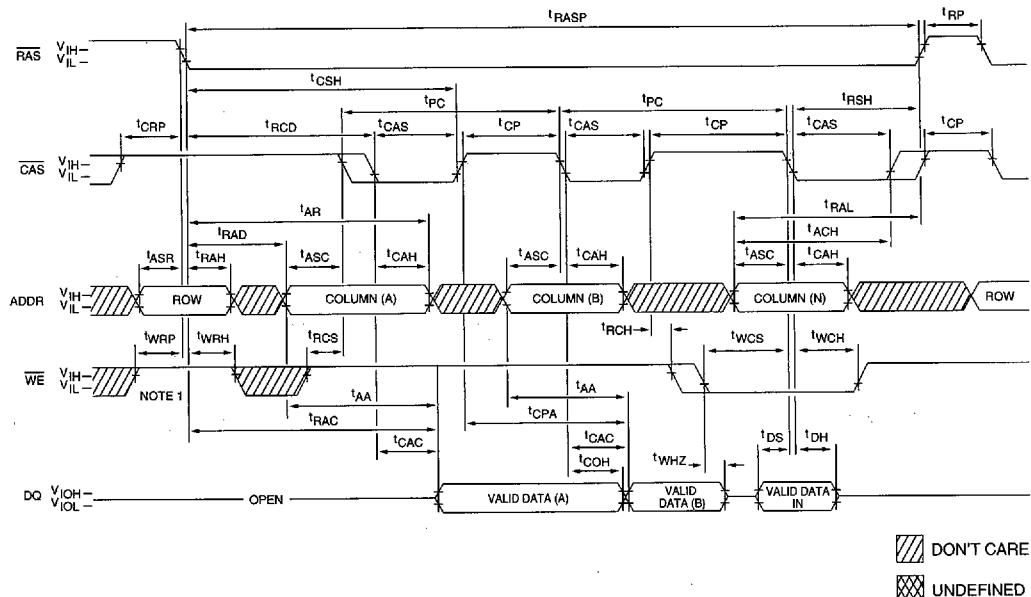 tRASP
tRP
RAS VIH
VIL
tCSH
tPC
tPC
tRSH
tCRP
tRCD
tCAS
tCP
tCAS
tCP
tCAS
tCP
CAS VIH
VIL
tAR
tRAL
tRAD
tACH
tASR
tRAH
tASC
tCAH
tASC
tCAH
tASC
tCAH
ADDR VIH
VIL
ROW
COLUMN (A)
COLUMN (B)
COLUMN (N)
ROW
tRCH
tWRP
tWRH
tRCS
tWCS
tWCH
WE VIH
VIL
NOTE 1
tAA
tAA
tRAC
tCPA
tCAC
tCAC
tCOH
tWHZ
tDS
tDH
DQ VIOH
VIOL
OPEN
VALID DATA (A)
VALID
DATA (B)
VALID DATA
IN
DON'T CARE
UNDEFINED